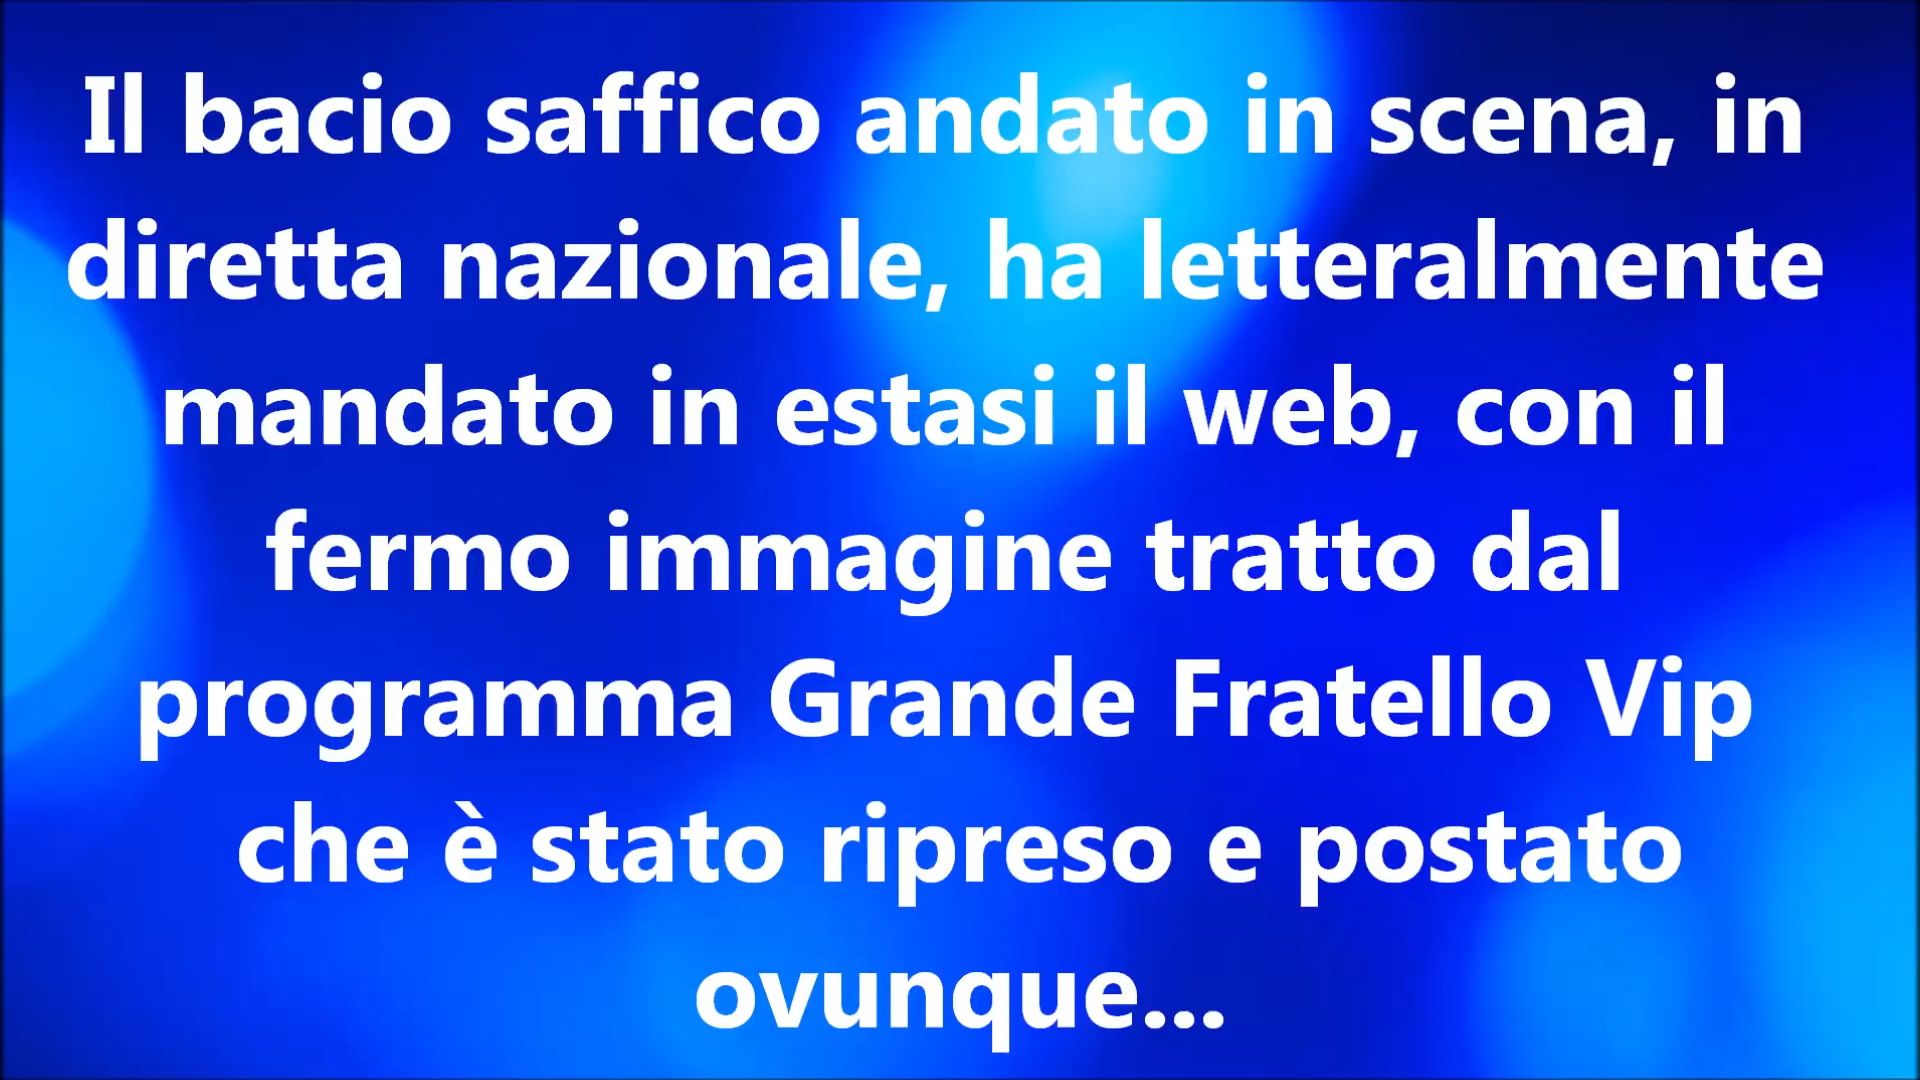 Il bacio saffico andato in scena, in
diretta nazionale, ha letteralmente
mandato in estasi il web, con il
fermo immagine tratto dal
programma Grande Fratello Vip
che è stato ripreso e postato
ovunque...